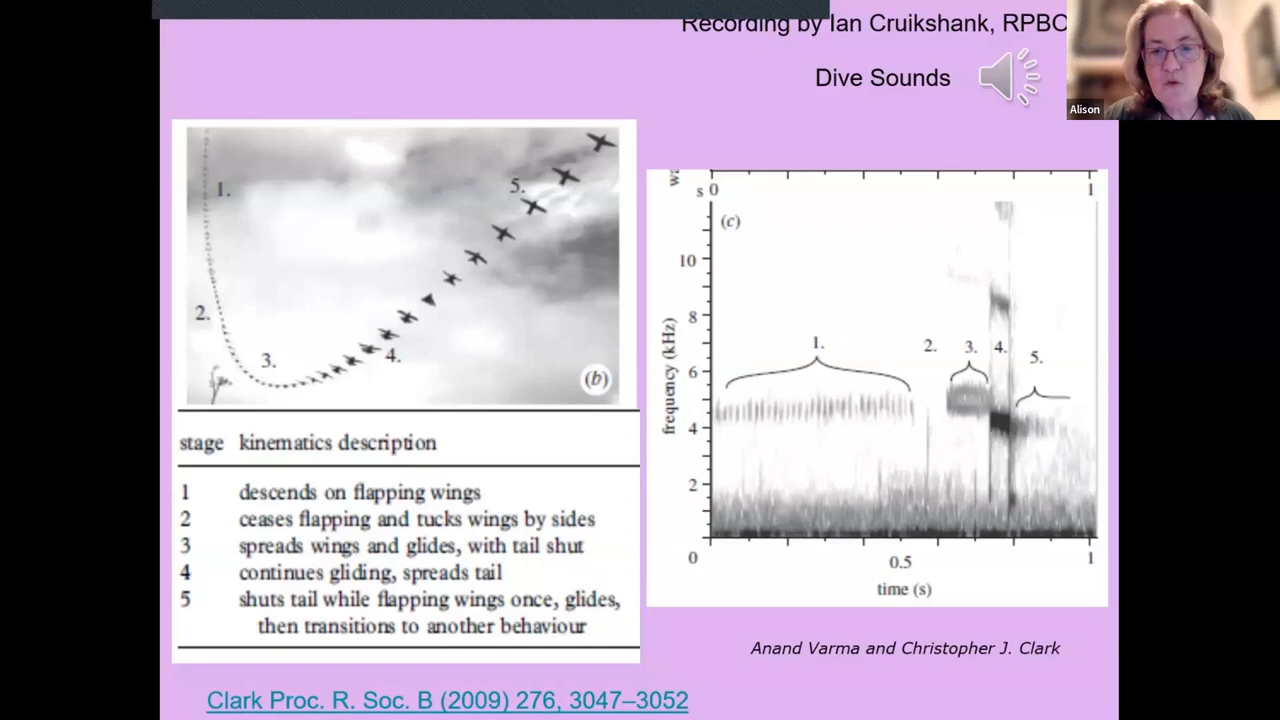 Recording by Ian Cruikshank, RPBO
Dive Sounds
Alison
1.
2.
3.
4.
5.
(b)
stage kinematics description
1 descends on flapping wings
2 ceases flapping and tucks wings by sides
3 spreads wings and glides, with tail shut
4 continues gliding, spreads tail
5 shuts tail while flapping wings once, glides,
then transitions to another behaviour
s 0 1
(c)
10
8
6
4
2
0
frequency (kHz)
1. 2. 3. 4. 5.
0.5 1
time (s)
Anand Varma and Christopher J. Clark
Clark Proc. R. Soc. B (2009) 276, 3047–3052